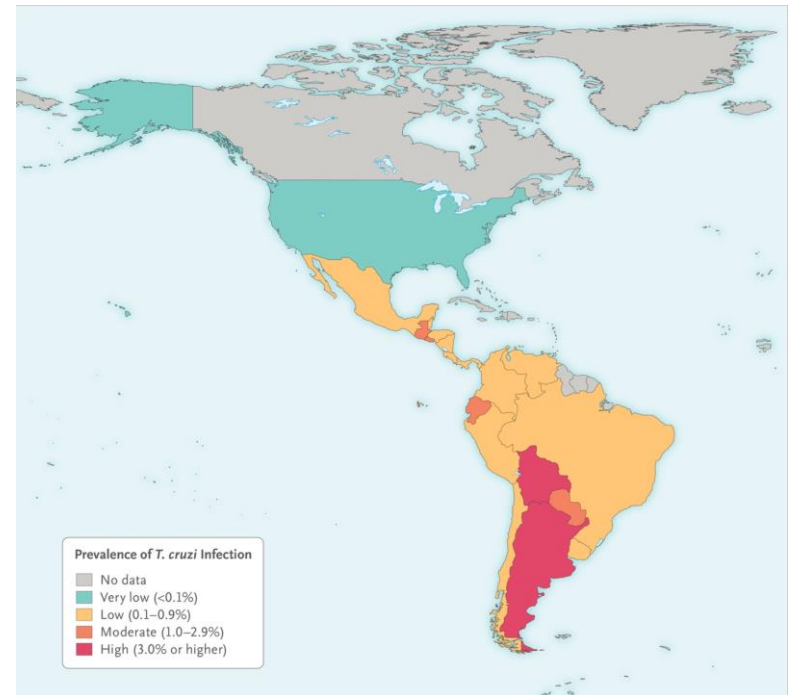 Prevalence of T. cruzi Infection
No data
Very low (<0.1%)
Low (0.1–0.9%)
Moderate (1.0–2.9%)
High (3.0% or higher)